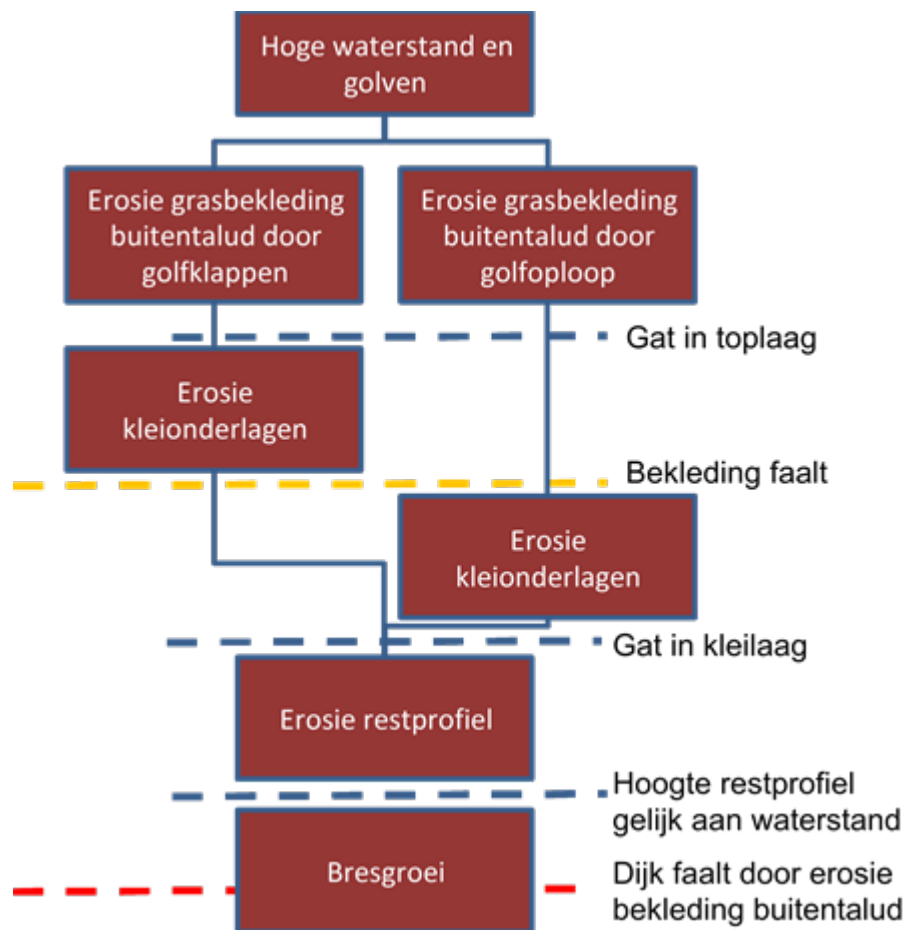 Hoge waterstand en
golven
Erosie grasbekleding
buitentalud door
golfklappen
Erosie grasbekleding
buitentalud door
golfoploop
Gat in toplaag
Erosie
kleionderlagen
Bekleding faalt
Erosie
kleionderlagen
Gat in kleilaag
Erosie restprofiel
Hoogte restprofiel
gelijk aan waterstand
Bresgroei
Dijk faalt door erosie
bekleding buitentalud